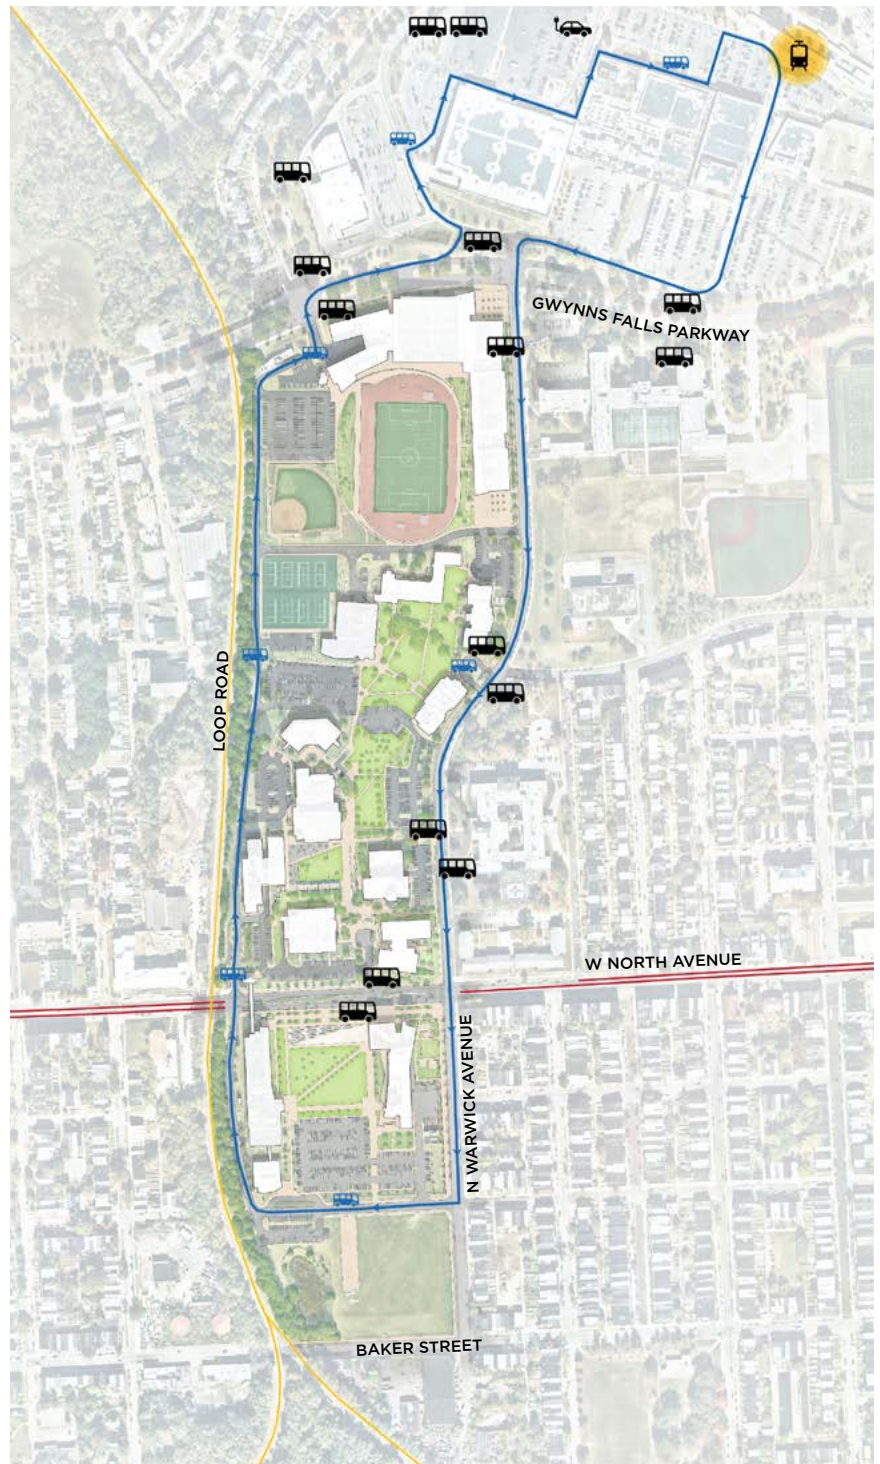 GWYNNS FALLS PARKWAY
LOOP ROAD
W NORTH AVENUE
N WARWICK AVENUE
BAKER STREET